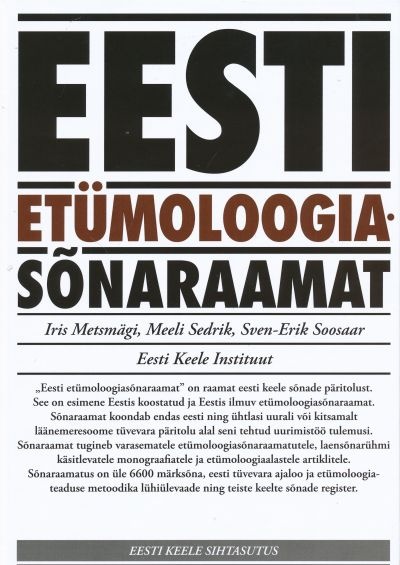 EESTI
ETÜMOLOOGIA-
SÕNARAAMAT
Iris Metsmägi, Meeli Sedrik, Sven-Erik Soosaar
Eesti Keele Instituut
„Eesti etümoloogiasõnaraamat” on raamat eesti keele sõnade päritolust.
See on esimene Eestis koostatud ja Eestis ilmuv etümoloogiasõnaraamat.
Sõnaraamat koondab endas eesti ning ühtlasi uurali või kitsamalt
läänemeresoome tüvevara päritolu alal seni tehtud uurimistöö tulemusi.
Sõnaraamat tugineb varasematele etümoloogiasõnaraamatutele, laensõnarühmi
käsitlevatele monograafiatele ja etümoloogiaalastele artiklitele.
Sõnaraamatus on üle 6600 märksõna, eesti tüvevara ajaloo ja etümoloogia-
teaduse metoodika lühiülevaade ning teiste keelte sõnade register.
EESTI KEELE SIHTASUTUS